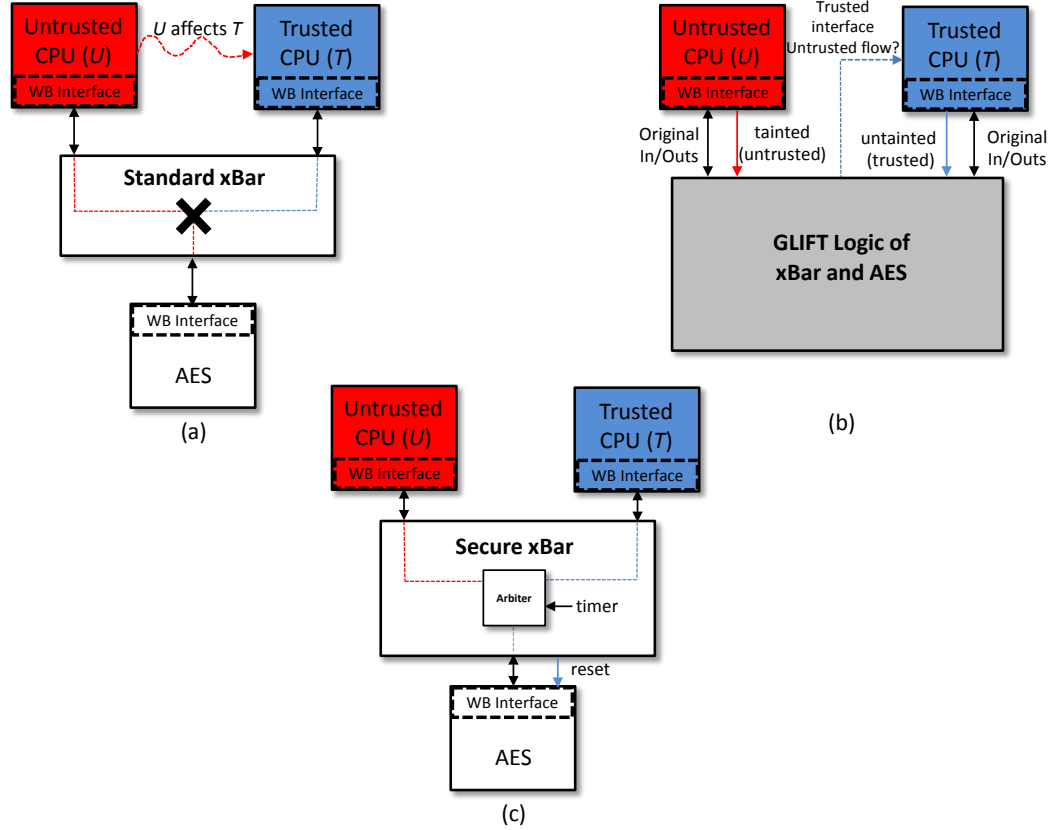 Untrusted
CPU (U)
WB Interface
U affects T
Trusted
CPU (T)
WB Interface
Standard xBar
WB Interface
AES
(a)
Untrusted
CPU (U)
WB Interface
Trusted
interface
Untrusted flow?
Trusted
CPU (T)
WB Interface
Original
In/Outs
tainted
(untrusted)
untainted
(trusted)
Original
In/Outs
GLIFT Logic of
xBar and AES
(b)
Untrusted
CPU (U)
WB Interface
Trusted
CPU (T)
WB Interface
Secure xBar
Arbiter
timer
reset
WB Interface
AES
(c)